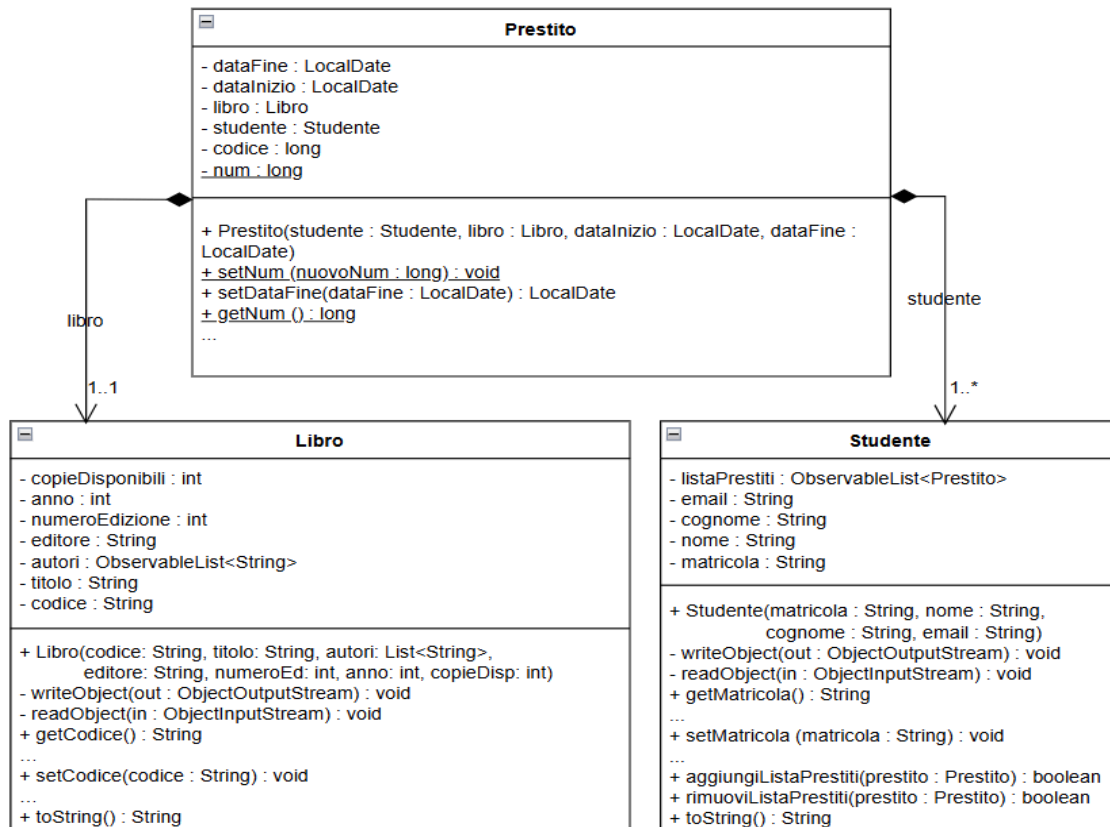 Prestito
- dataFine : LocalDate
- dataInizio : LocalDate
- libro : Libro
- studente : Studente
- codice : long
- num : long
+ Prestito(studente : Studente, libro : Libro, dataInizio : LocalDate, dataFine :
LocalDate)
+ setNum (nuovoNum : long) : void
+ setDataFine(dataFine : LocalDate) : LocalDate
+ getNum () : long
...
libro
1..1
studente
1..*
Libro
- copieDisponibili : int
- anno : int
- numeroEdizione : int
- editore : String
- autori : ObservableList<String>
- titolo : String
- codice : String
+ Libro(codice: String, titolo: String, autori: List<String>,
editore: String, numeroEd: int, anno: int, copieDisp: int)
- writeObject(out : ObjectOutputStream) : void
- readObject(in : ObjectInputStream) : void
+ getCodice() : String
...
+ setCodice(codice : String) : void
...
+ toString() : String
Studente
- listaPrestiti : ObservableList<Prestito>
- email : String
- cognome : String
- nome : String
- matricola : String
+ Studente(matricola : String, nome : String,
cognome : String, email : String)
- writeObject(out : ObjectOutputStream) : void
- readObject(in : ObjectInputStream) : void
+ getMatricola() : String
...
+ setMatricola (matricola : String) : void
...
+ aggiungiListaPrestiti(prestito : Prestito) : boolean
+ rimuoviListaPrestiti(prestito : Prestito) : boolean
+ toString() : String